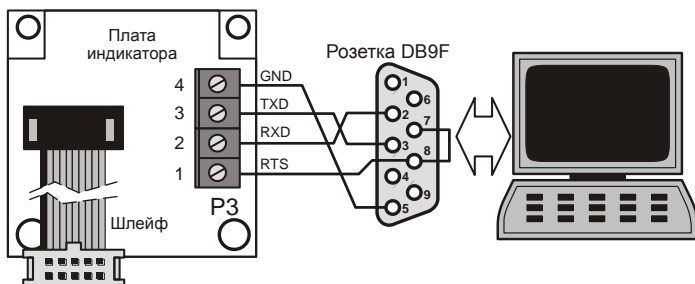 Плата
индикатора
Розетка DB9F
4 GND
3 TXD
2 RXD
1 RTS
P3
Шлейф
1
6
2
7
3
8
4
9
5